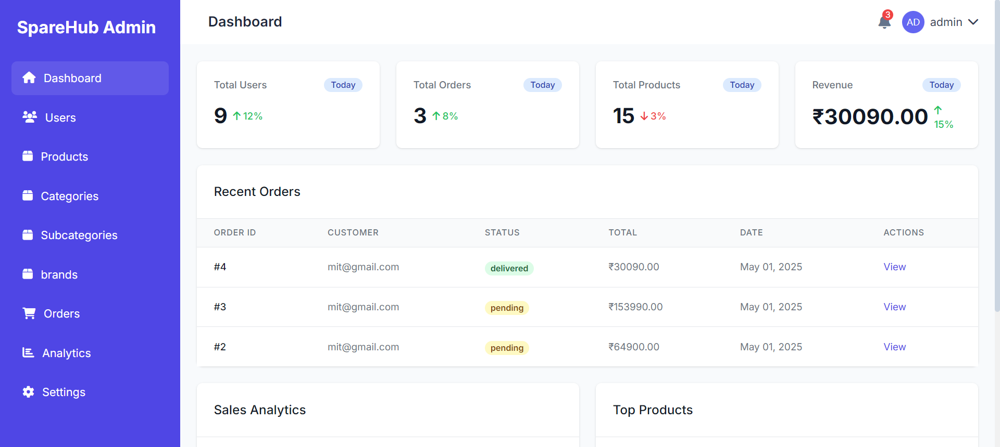 SpareHub Admin
Dashboard
Users
Products
Categories
Subcategories
brands
Orders
Analytics
Settings
Dashboard
3
AD
admin
Total Users
Today
9
12%
Total Orders
Today
3
8%
Total Products
Today
15
3%
Revenue
Today
₹30090.00
15%
Recent Orders
ORDER ID CUSTOMER STATUS TOTAL DATE ACTIONS
#4 mit@gmail.com delivered ₹30090.00 May 01, 2025 View
#3 mit@gmail.com pending ₹153990.00 May 01, 2025 View
#2 mit@gmail.com pending ₹64900.00 May 01, 2025 View
Sales Analytics
Top Products